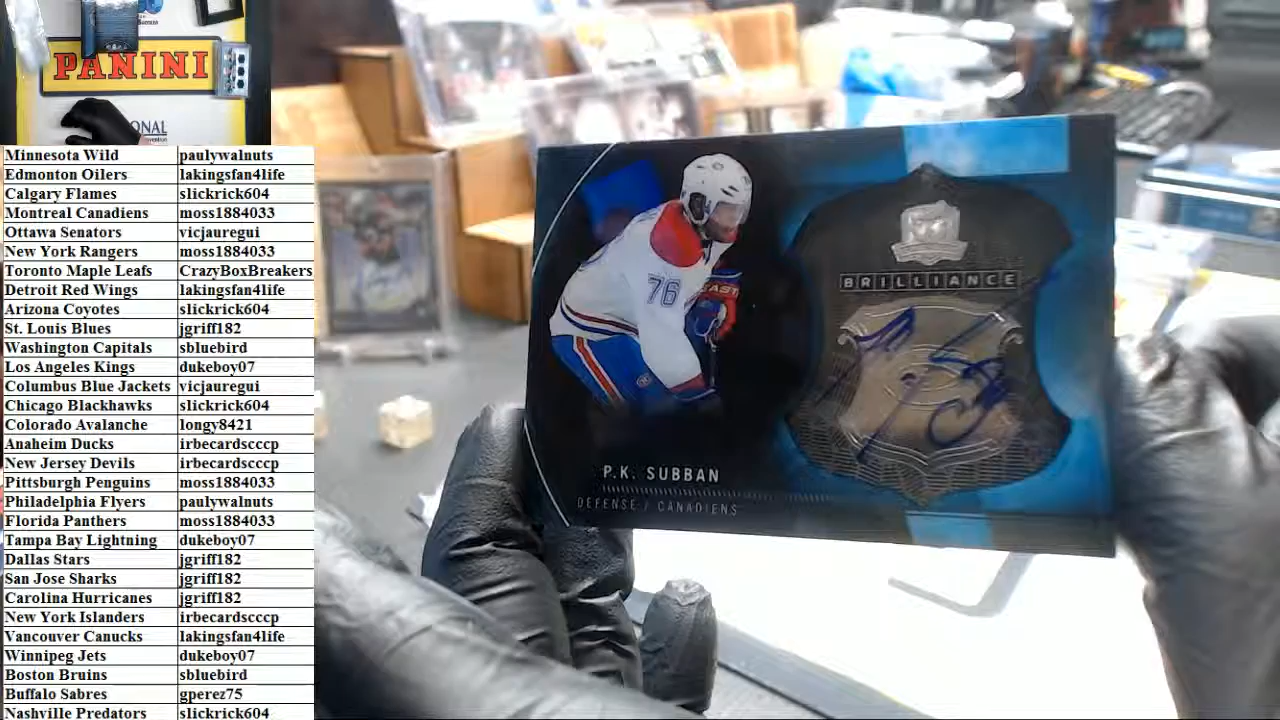 PANINI
ONAL
Minnesota Wild paulywalnuts
Edmonton Oilers lakingsfan4life
Calgary Flames slickrick604
Montreal Canadiens moss1884033
Ottawa Senators vicjauregui
New York Rangers moss1884033
Toronto Maple Leafs CrazyBoxBreakers
Detroit Red Wings lakingsfan4life
Arizona Coyotes slickrick604
St. Louis Blues jgriff182
Washington Capitals sbluebird
Los Angeles Kings dukeboy07
Columbus Blue Jackets vicjauregui
Chicago Blackhawks slickrick604
Colorado Avalanche longy8421
Anaheim Ducks irbecardscccp
New Jersey Devils irbecardscccp
Pittsburgh Penguins moss1884033
Philadelphia Flyers paulywalnuts
Florida Panthers moss1884033
Tampa Bay Lightning dukeboy07
Dallas Stars jgriff182
San Jose Sharks jgriff182
Carolina Hurricanes jgriff182
New York Islanders irbecardscccp
Vancouver Canucks lakingsfan4life
Winnipeg Jets dukeboy07
Boston Bruins sbluebird
Buffalo Sabres gperez75
Nashville Predators slickrick604
BRILLIANCE
76
P.K. SUBBAN
DEFENSE / CANADIENS